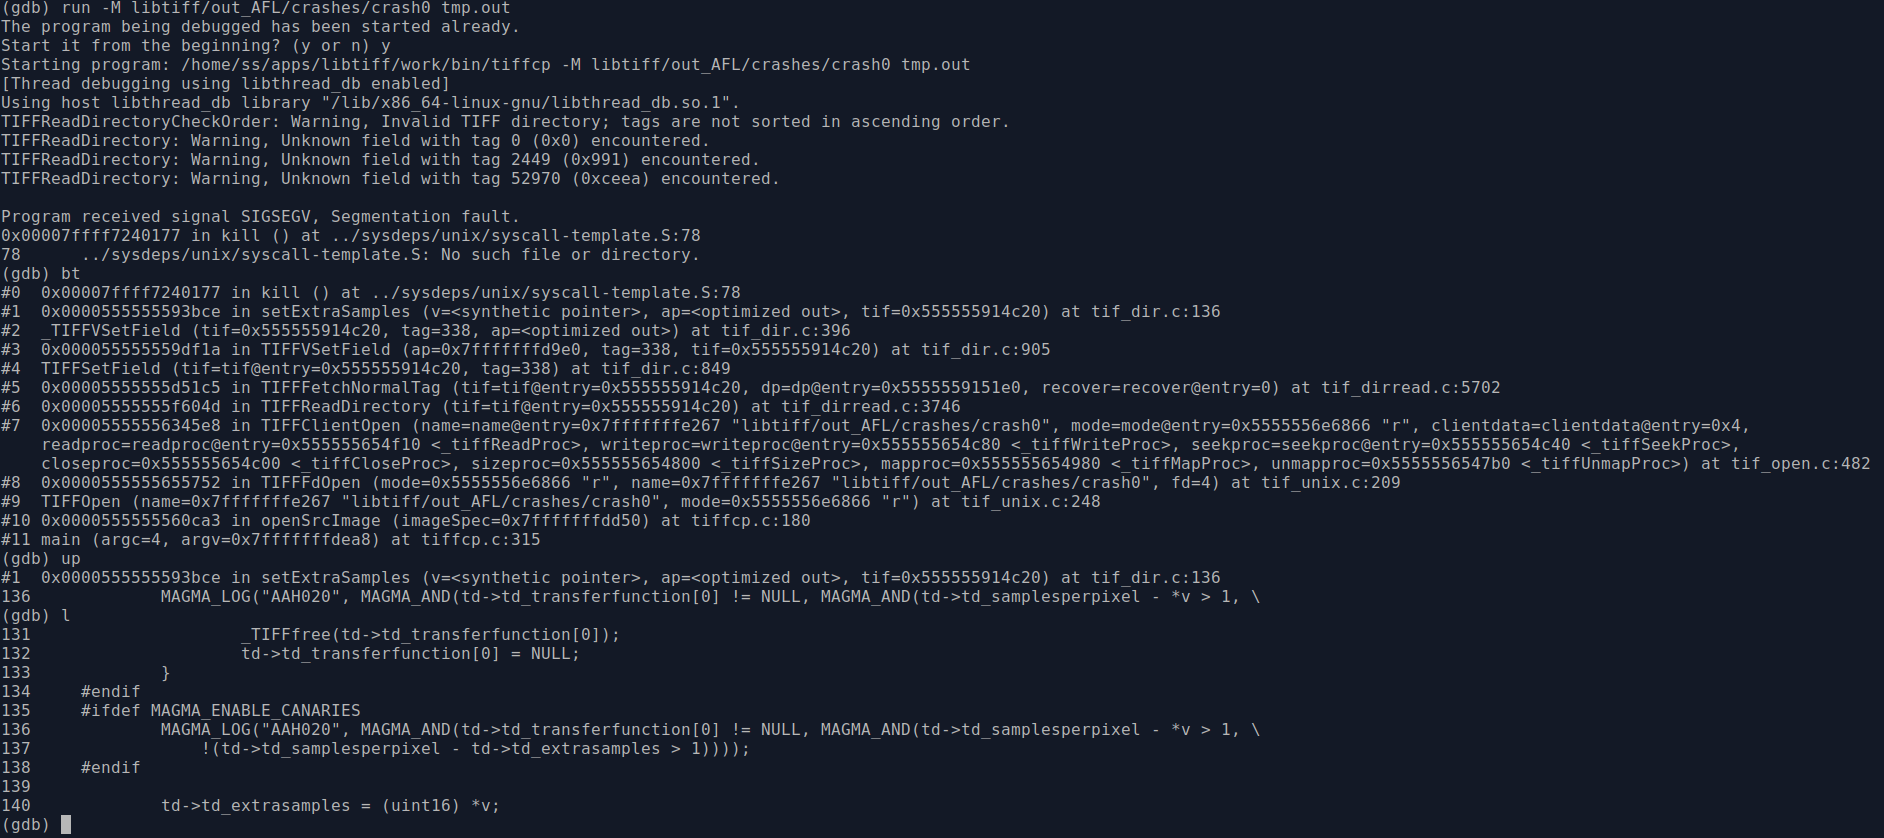 (gdb) run -M libtiff/out_AFL/crashes/crash0 tmp.out
The program being debugged has been started already.
Start it from the beginning? (y or n) y
Starting program: /home/ss/apps/libtiff/work/bin/tiffcp -M libtiff/out_AFL/crashes/crash0 tmp.out
[Thread debugging using libthread_db enabled]
Using host libthread_db library "/lib/x86_64-linux-gnu/libthread_db.so.1".
TIFFReadDirectoryCheckOrder: Warning, Invalid TIFF directory; tags are not sorted in ascending order.
TIFFReadDirectory: Warning, Unknown field with tag 0 (0x0) encountered.
TIFFReadDirectory: Warning, Unknown field with tag 2449 (0x991) encountered.
TIFFReadDirectory: Warning, Unknown field with tag 52970 (0xceea) encountered.

Program received signal SIGSEGV, Segmentation fault.
0x00007ffff7240177 in kill () at ../sysdeps/unix/syscall-template.S:78
78      ../sysdeps/unix/syscall-template.S: No such file or directory.
(gdb) bt
#0  0x00007ffff7240177 in kill () at ../sysdeps/unix/syscall-template.S:78
#1  0x0000555555593bce in setExtraSamples (v=<synthetic pointer>, ap=<optimized out>, tif=0x555555914c20) at tif_dir.c:136
#2  _TIFFVSetField (tif=0x555555914c20, tag=338, ap=<optimized out>) at tif_dir.c:396
#3  0x000055555559df1a in TIFFVSetField (ap=0x7fffffffd9e0, tag=338, tif=0x555555914c20) at tif_dir.c:905
#4  TIFFSetField (tif=tif@entry=0x555555914c20, tag=338) at tif_dir.c:849
#5  0x00005555555d51c5 in TIFFFetchNormalTag (tif=tif@entry=0x555555914c20, dp=dp@entry=0x5555559151e0, recover=recover@entry=0) at tif_dirread.c:5702
#6  0x00005555555f604d in TIFFReadDirectory (tif=tif@entry=0x555555914c20) at tif_dirread.c:3746
#7  0x00005555556345e8 in TIFFClientOpen (name=name@entry=0x7fffffffe267 "libtiff/out_AFL/crashes/crash0", mode=mode@entry=0x5555556e6866 "r", clientdata=clientdata@entry=0x4,
    readproc=readproc@entry=0x555555654f10 <_tiffReadProc>, writeproc=writeproc@entry=0x555555654c80 <_tiffWriteProc>, seekproc=seekproc@entry=0x555555654c40 <_tiffSeekProc>,
    closeproc=0x555555654c00 <_tiffCloseProc>, sizeproc=0x555555654800 <_tiffSizeProc>, mapproc=0x555555654980 <_tiffMapProc>, unmapproc=0x5555556547b0 <_tiffUnmapProc>) at tif_open.c:482
#8  0x0000555555655752 in TIFFFdOpen (mode=0x5555556e6866 "r", name=0x7fffffffe267 "libtiff/out_AFL/crashes/crash0", fd=4) at tif_unix.c:209
#9  TIFFOpen (name=0x7fffffffe267 "libtiff/out_AFL/crashes/crash0", mode=0x5555556e6866 "r") at tif_unix.c:248
#10 0x0000555555560ca3 in openSrcImage (imageSpec=0x7fffffffdd50) at tiffcp.c:180
#11 main (argc=4, argv=0x7fffffffdea8) at tiffcp.c:315
(gdb) up
#1  0x0000555555593bce in setExtraSamples (v=<synthetic pointer>, ap=<optimized out>, tif=0x555555914c20) at tif_dir.c:136
136             MAGMA_LOG("AAH020", MAGMA_AND(td->td_transferfunction[0] != NULL, MAGMA_AND(td->td_samplesperpixel - *v > 1, \
(gdb) l
131                     _TIFFfree(td->td_transferfunction[0]);
132                     td->td_transferfunction[0] = NULL;
133             }
134     #endif
135     #ifdef MAGMA_ENABLE_CANARIES
136             MAGMA_LOG("AAH020", MAGMA_AND(td->td_transferfunction[0] != NULL, MAGMA_AND(td->td_samplesperpixel - *v > 1, \
137                 !(td->td_samplesperpixel - td->td_extrasamples > 1))));
138     #endif
139
140             td->td_extrasamples = (uint16) *v;
(gdb)